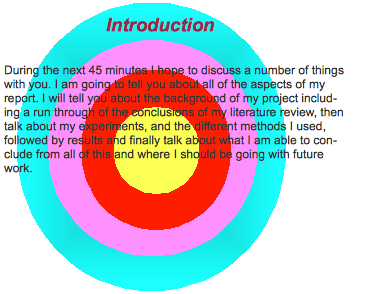 Introduction
During the next 45 minutes I hope to discuss a number of things
with you. I am going to tell you about all of the aspects of my
report. I will tell you about the background of my project includ-
ing a run through of the conclusions of my literature review, then
talk about my experiments, and the different methods I used,
followed by results and finally talk about what I am able to con-
clude from all of this and where I should be going with future
work.